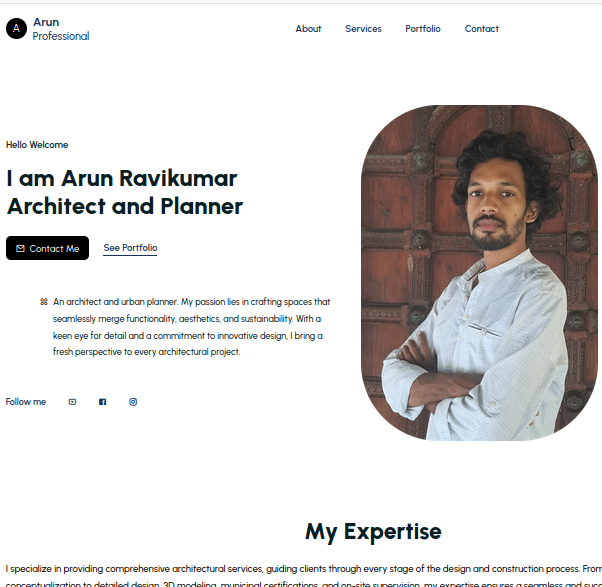 A
Arun
Professional
About
Services
Portfolio
Contact
Hello Welcome
I am Arun Ravikumar
Architect and Planner
Contact Me
See Portfolio
⌘ An architect and urban planner. My passion lies in crafting spaces that
seamlessly merge functionality, aesthetics, and sustainability. With a
keen eye for detail and a commitment to innovative design, I bring a
fresh perspective to every architectural project.
Follow me
My Expertise
I specialize in providing comprehensive architectural services, guiding clients through every stage of the design and construction process. From
conceptualization to detailed design, 3D modeling, municipal certifications, and on-site supervision, my expertise ensures a seamless and